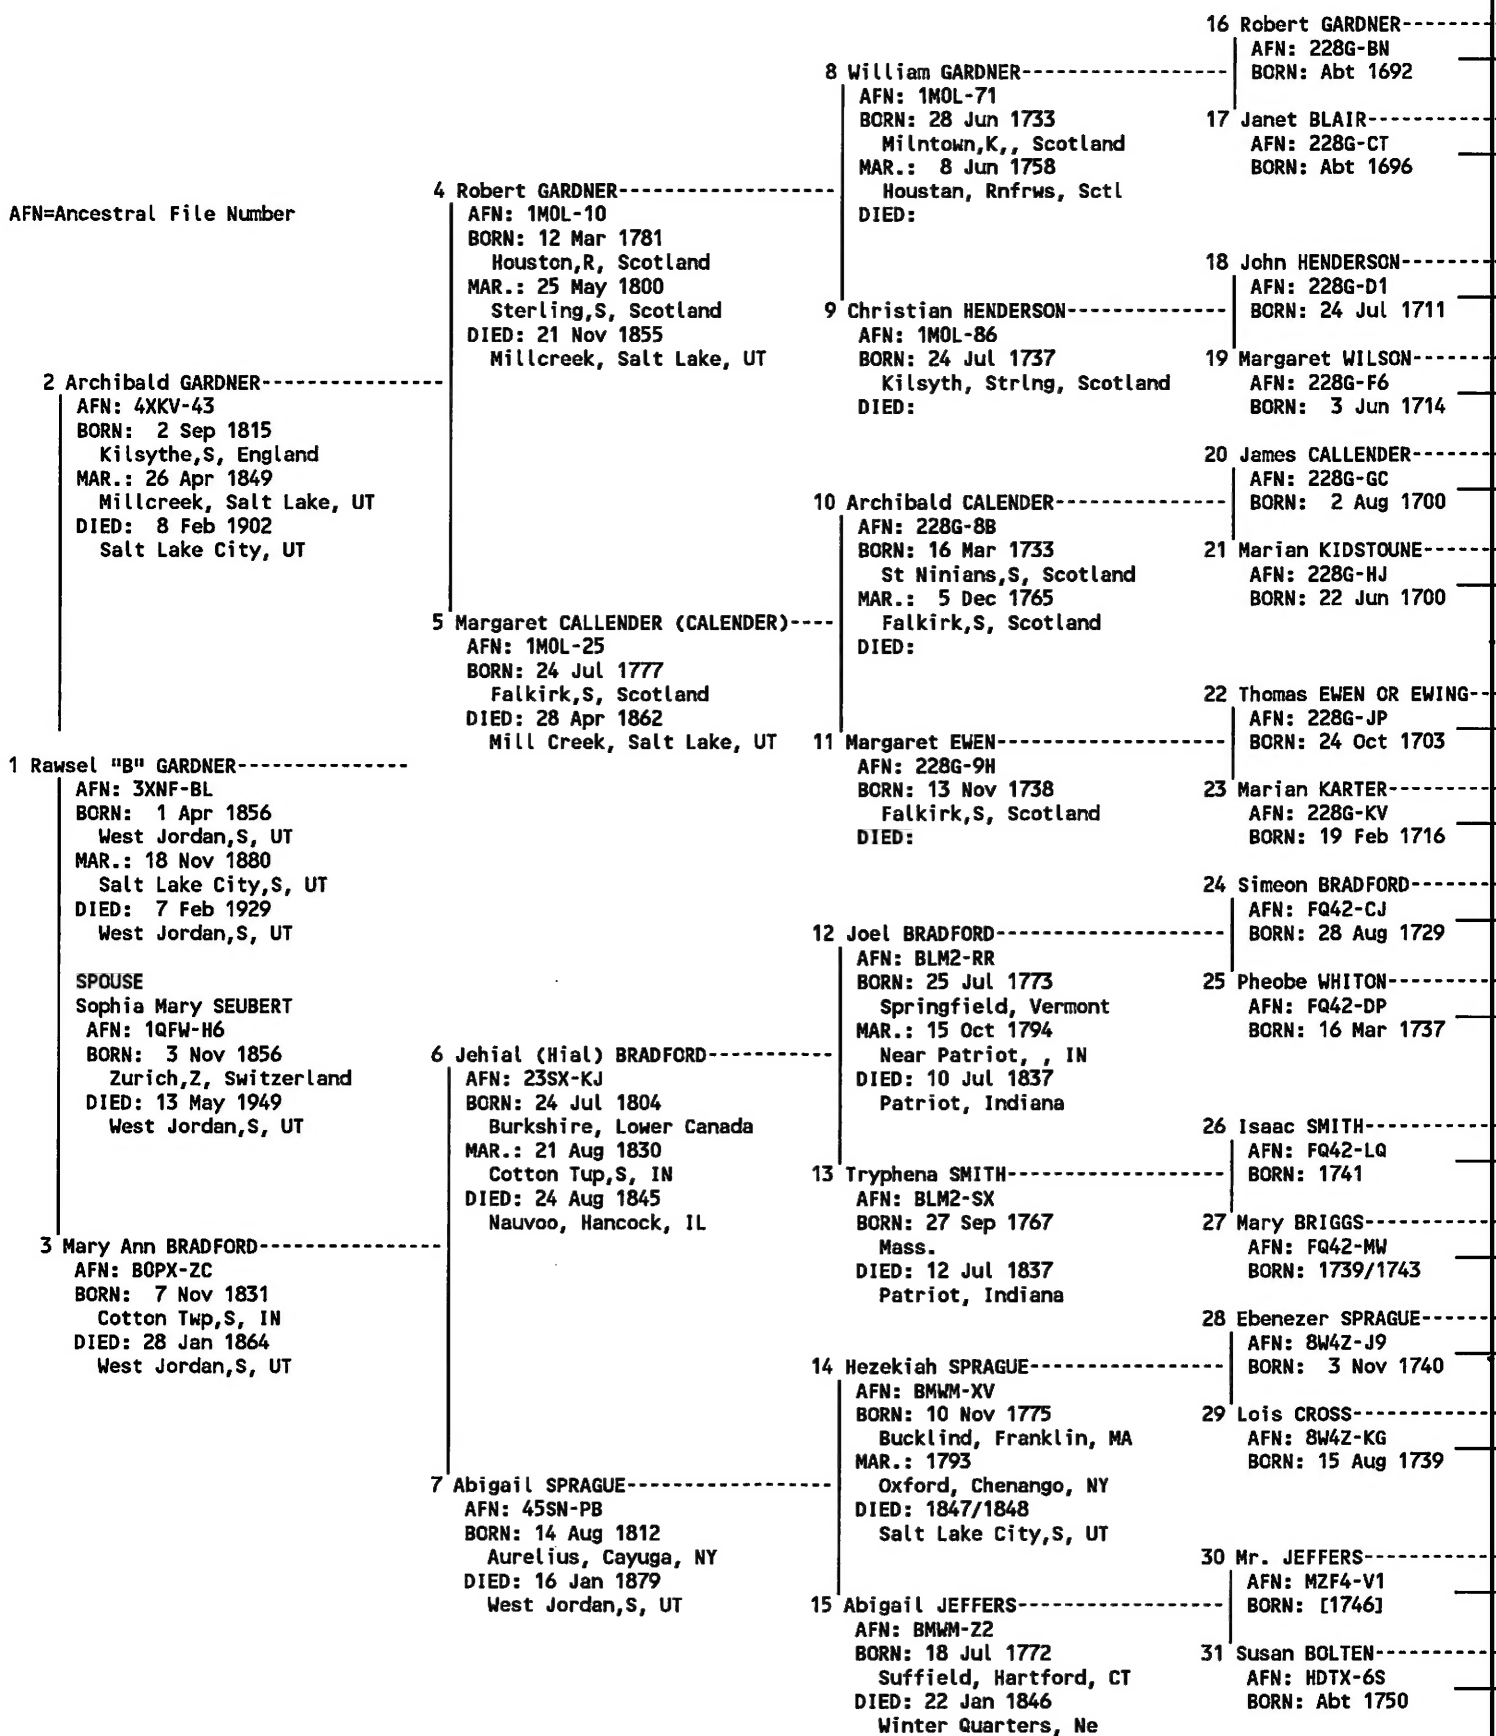 AFN=Ancestral File Number
1 Rawsel "B" GARDNER
AFN: 3XNF-BL
BORN:  1 Apr 1856
West Jordan,S, UT
MAR.: 18 Nov 1880
Salt Lake City,S, UT
DIED:  7 Feb 1929
West Jordan,S, UT
SPOUSE
Sophia Mary SEUBERT
AFN: 1QFW-H6
BORN:  3 Nov 1856
Zurich,Z, Switzerland
DIED: 13 May 1949
West Jordan,S, UT
2 Archibald GARDNER
AFN: 4XKV-43
BORN:  2 Sep 1815
Kilsythe,S, England
MAR.: 26 Apr 1849
Millcreek, Salt Lake, UT
DIED:  8 Feb 1902
Salt Lake City, UT
3 Mary Ann BRADFORD
AFN: B0PX-ZC
BORN:  7 Nov 1831
Cotton Twp,S, IN
DIED: 28 Jan 1864
West Jordan,S, UT
4 Robert GARDNER
AFN: 1M0L-10
BORN: 12 Mar 1781
Houston,R, Scotland
MAR.: 25 May 1800
Sterling,S, Scotland
DIED: 21 Nov 1855
Millcreek, Salt Lake, UT
5 Margaret CALLENDER (CALENDER)
AFN: 1M0L-25
BORN: 24 Jul 1777
Falkirk,S, Scotland
DIED: 28 Apr 1862
Mill Creek, Salt Lake, UT
6 Jehial (Hial) BRADFORD
AFN: 23SX-KJ
BORN: 24 Jul 1804
Burkshire, Lower Canada
MAR.: 21 Aug 1830
Cotton Tup,S, IN
DIED: 24 Aug 1845
Nauvoo, Hancock, IL
7 Abigail SPRAGUE
AFN: 45SN-PB
BORN: 14 Aug 1812
Aurelius, Cayuga, NY
DIED: 16 Jan 1879
West Jordan,S, UT
8 William GARDNER
AFN: 1M0L-71
BORN: 28 Jun 1733
Milntown,K,, Scotland
MAR.:  8 Jun 1758
Houstan, Rnfrws, Sctl
DIED:
9 Christian HENDERSON
AFN: 1M0L-86
BORN: 24 Jul 1737
Kilsyth, Strlng, Scotland
DIED:
10 Archibald CALENDER
AFN: 228G-8B
BORN: 16 Mar 1733
St Ninians,S, Scotland
MAR.:  5 Dec 1765
Falkirk,S, Scotland
DIED:
11 Margaret EWEN
AFN: 228G-9H
BORN: 13 Nov 1738
Falkirk,S, Scotland
DIED:
12 Joel BRADFORD
AFN: BLM2-RR
BORN: 25 Jul 1773
Springfield, Vermont
MAR.: 15 Oct 1794
Near Patriot, , IN
DIED: 10 Jul 1837
Patriot, Indiana
13 Tryphena SMITH
AFN: BLM2-SX
BORN: 27 Sep 1767
Mass.
DIED: 12 Jul 1837
Patriot, Indiana
14 Hezekiah SPRAGUE
AFN: BMWM-XV
BORN: 10 Nov 1775
Bucklind, Franklin, MA
MAR.: 1793
Oxford, Chenango, NY
DIED: 1847/1848
Salt Lake City,S, UT
15 Abigail JEFFERS
AFN: BMWM-Z2
BORN: 18 Jul 1772
Suffield, Hartford, CT
DIED: 22 Jan 1846
Winter Quarters, Ne
16 Robert GARDNER
AFN: 228G-BN
BORN: Abt 1692
17 Janet BLAIR
AFN: 228G-CT
BORN: Abt 1696
18 John HENDERSON
AFN: 228G-D1
BORN: 24 Jul 1711
19 Margaret WILSON
AFN: 228G-F6
BORN:  3 Jun 1714
20 James CALLENDER
AFN: 228G-GC
BORN:  2 Aug 1700
21 Marian KIDSTOUNE
AFN: 228G-HJ
BORN: 22 Jun 1700
22 Thomas EWEN OR EWING
AFN: 228G-JP
BORN: 24 Oct 1703
23 Marian KARTER
AFN: 228G-KV
BORN: 19 Feb 1716
24 Simeon BRADFORD
AFN: FQ42-CJ
BORN: 28 Aug 1729
25 Pheobe WHITON
AFN: FQ42-DP
BORN: 16 Mar 1737
26 Isaac SMITH
AFN: FQ42-LQ
BORN: 1741
27 Mary BRIGGS
AFN: FQ42-MW
BORN: 1739/1743
28 Ebenezer SPRAGUE
AFN: 8W4Z-J9
BORN:  3 Nov 1740
29 Lois CROSS
AFN: 8W4Z-KG
BORN: 15 Aug 1739
30 Mr. JEFFERS
AFN: MZF4-V1
BORN: [1746]
31 Susan BOLTEN
AFN: HDTX-6S
BORN: Abt 1750